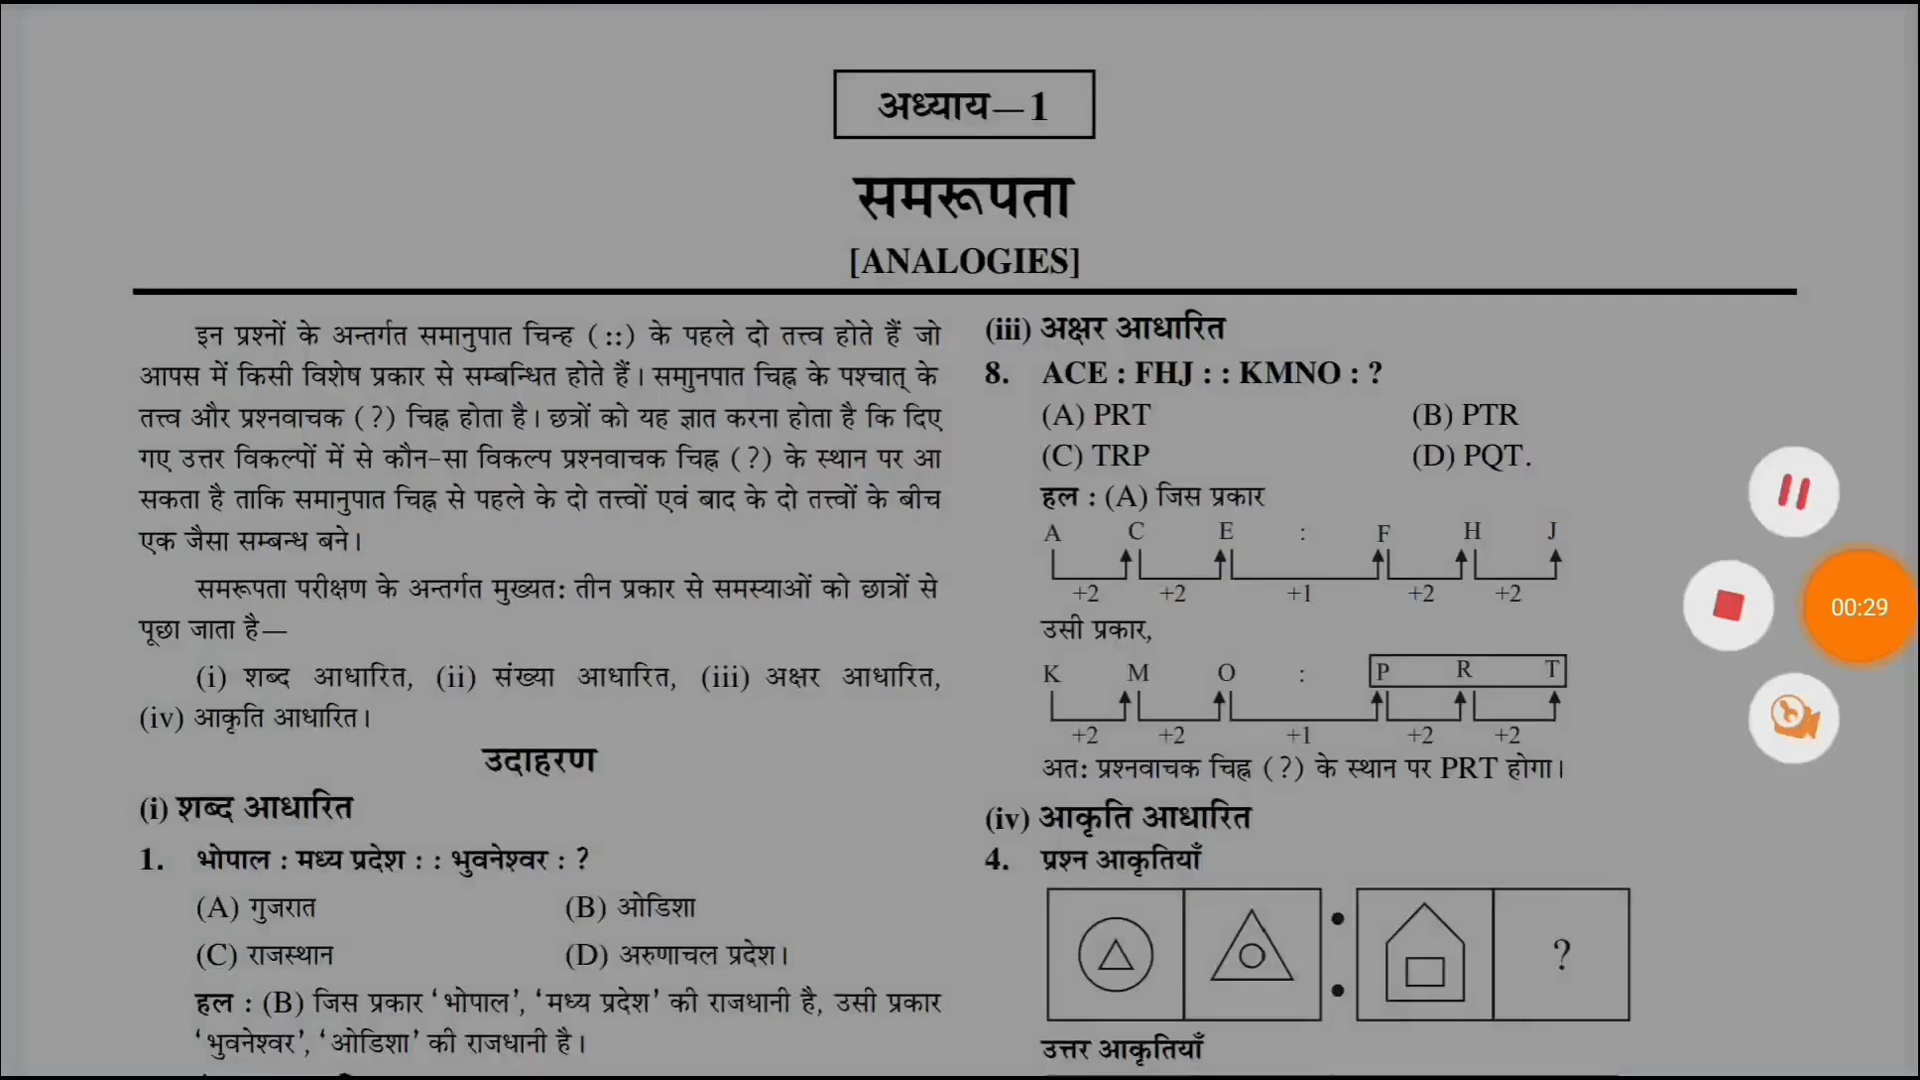 अध्याय—1
समरूपता
[ANALOGIES]
इन प्रश्नों के अन्तर्गत समानुपात चिन्ह (::) के पहले दो तत्त्व होते हैं जो
आपस में किसी विशेष प्रकार से सम्बन्धित होते हैं। समाुनपात चिह्न के पश्चात् के
तत्त्व और प्रश्नवाचक (?) चिह्न होता है। छत्रों को यह ज्ञात करना होता है कि दिए
गए उत्तर विकल्पों में से कौन-सा विकल्प प्रश्नवाचक चिह्न (?) के स्थान पर आ
सकता है ताकि समानुपात चिह्न से पहले के दो तत्त्वों एवं बाद के दो तत्त्वों के बीच
एक जैसा सम्बन्ध बने।
समरूपता परीक्षण के अन्तर्गत मुख्यत: तीन प्रकार से समस्याओं को छात्रों से
पूछा जाता है—
(i) शब्द आधारित, (ii) संख्या आधारित, (iii) अक्षर आधारित,
(iv) आकृति आधारित।
उदाहरण
(i) शब्द आधारित
1. भोपाल : मध्य प्रदेश : : भुवनेश्वर : ?
(A) गुजरात (B) ओडिशा
(C) राजस्थान (D) अरुणाचल प्रदेश।
हल : (B) जिस प्रकार ‘भोपाल’, ‘मध्य प्रदेश’ की राजधानी है, उसी प्रकार
‘भुवनेश्वर’, ‘ओडिशा’ की राजधानी है।
(iii) अक्षर आधारित
8. ACE : FHJ : : KMNO : ?
(A) PRT (B) PTR
(C) TRP (D) PQT.
हल : (A) जिस प्रकार
A C E : F H J
+2 +2 +1 +2 +2
उसी प्रकार,
K M O : P R T
+2 +2 +1 +2 +2
अत: प्रश्नवाचक चिह्न (?) के स्थान पर PRT होगा।
(iv) आकृति आधारित
4. प्रश्न आकृतियाँ
?
उत्तर आकृतियाँ
00:29